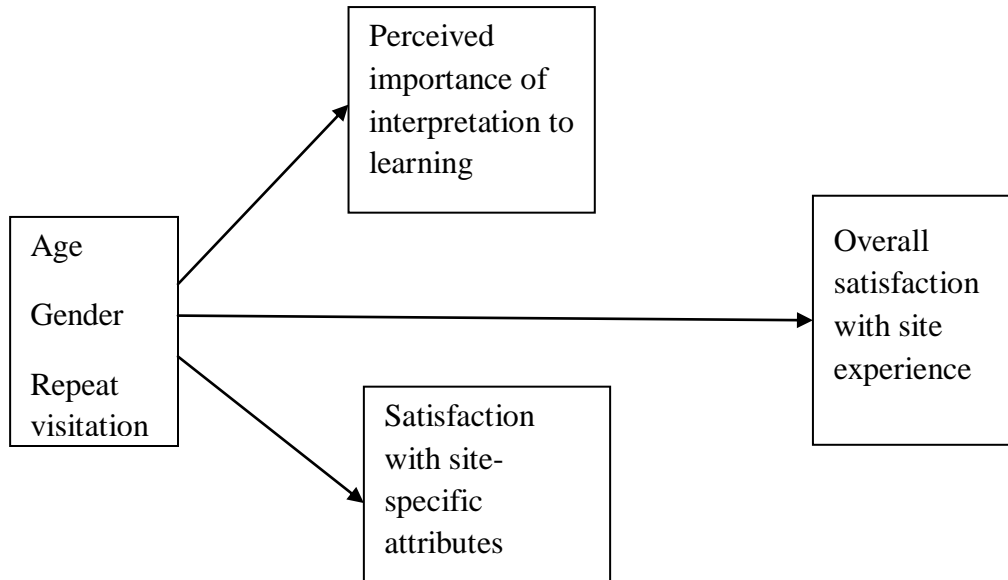 Perceived
importance of
interpretation to
learning
Age
Gender
Repeat
visitation
Overall
satisfaction
with site
experience
Satisfaction
with site-
specific
attributes